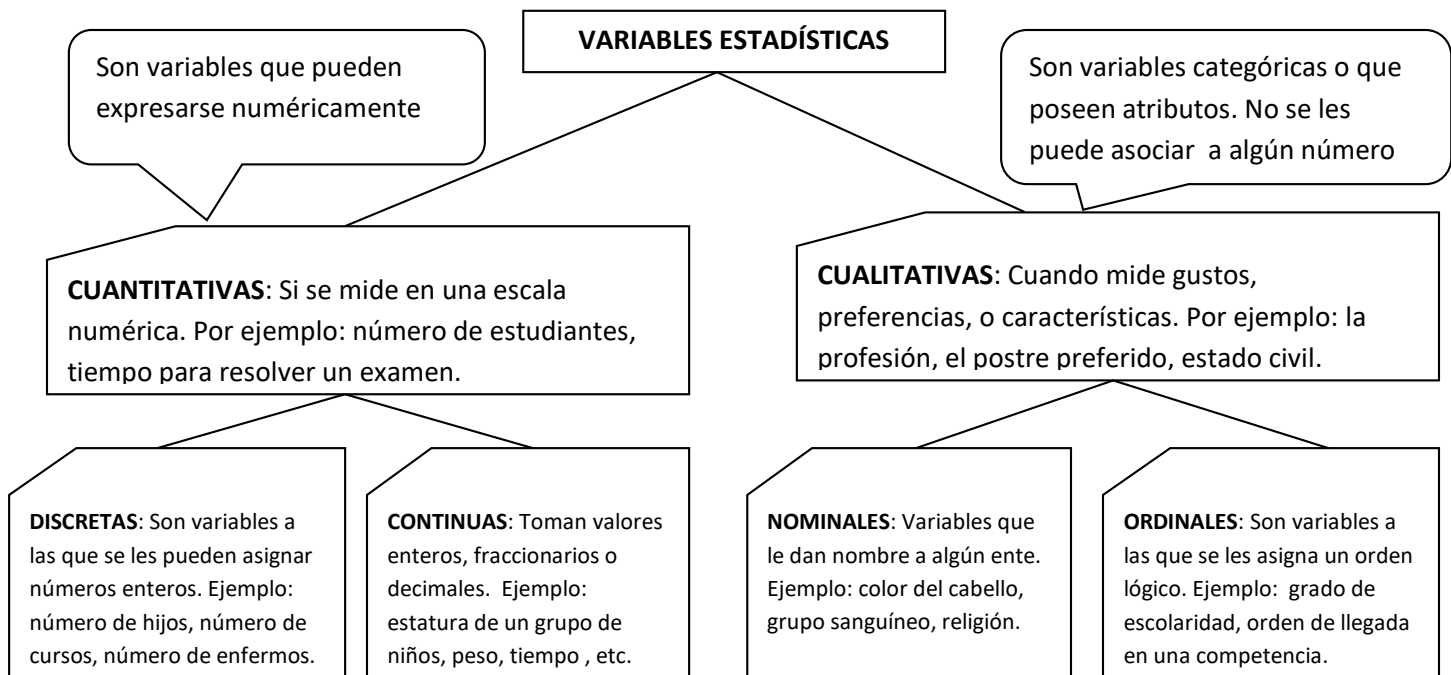 VARIABLES ESTADÍSTICAS
Son variables que pueden
expresarse numéricamente
Son variables categóricas o que
poseen atributos. No se les
puede asociar a algún número
CUANTITATIVAS: Si se mide en una escala
numérica. Por ejemplo: número de estudiantes,
tiempo para resolver un examen.
CUALITATIVAS: Cuando mide gustos,
preferencias, o características. Por ejemplo: la
profesión, el postre preferido, estado civil.
DISCRETAS: Son variables a
las que se les pueden asignar
números enteros. Ejemplo:
número de hijos, número de
cursos, número de enfermos.
CONTINUAS: Toman valores
enteros, fraccionarios o
decimales. Ejemplo:
estatura de un grupo de
niños, peso, tiempo , etc.
NOMINALES: Variables que
le dan nombre a algún ente.
Ejemplo: color del cabello,
grupo sanguíneo, religión.
ORDINALES: Son variables a
las que se les asigna un orden
lógico. Ejemplo: grado de
escolaridad, orden de llegada
en una competencia.